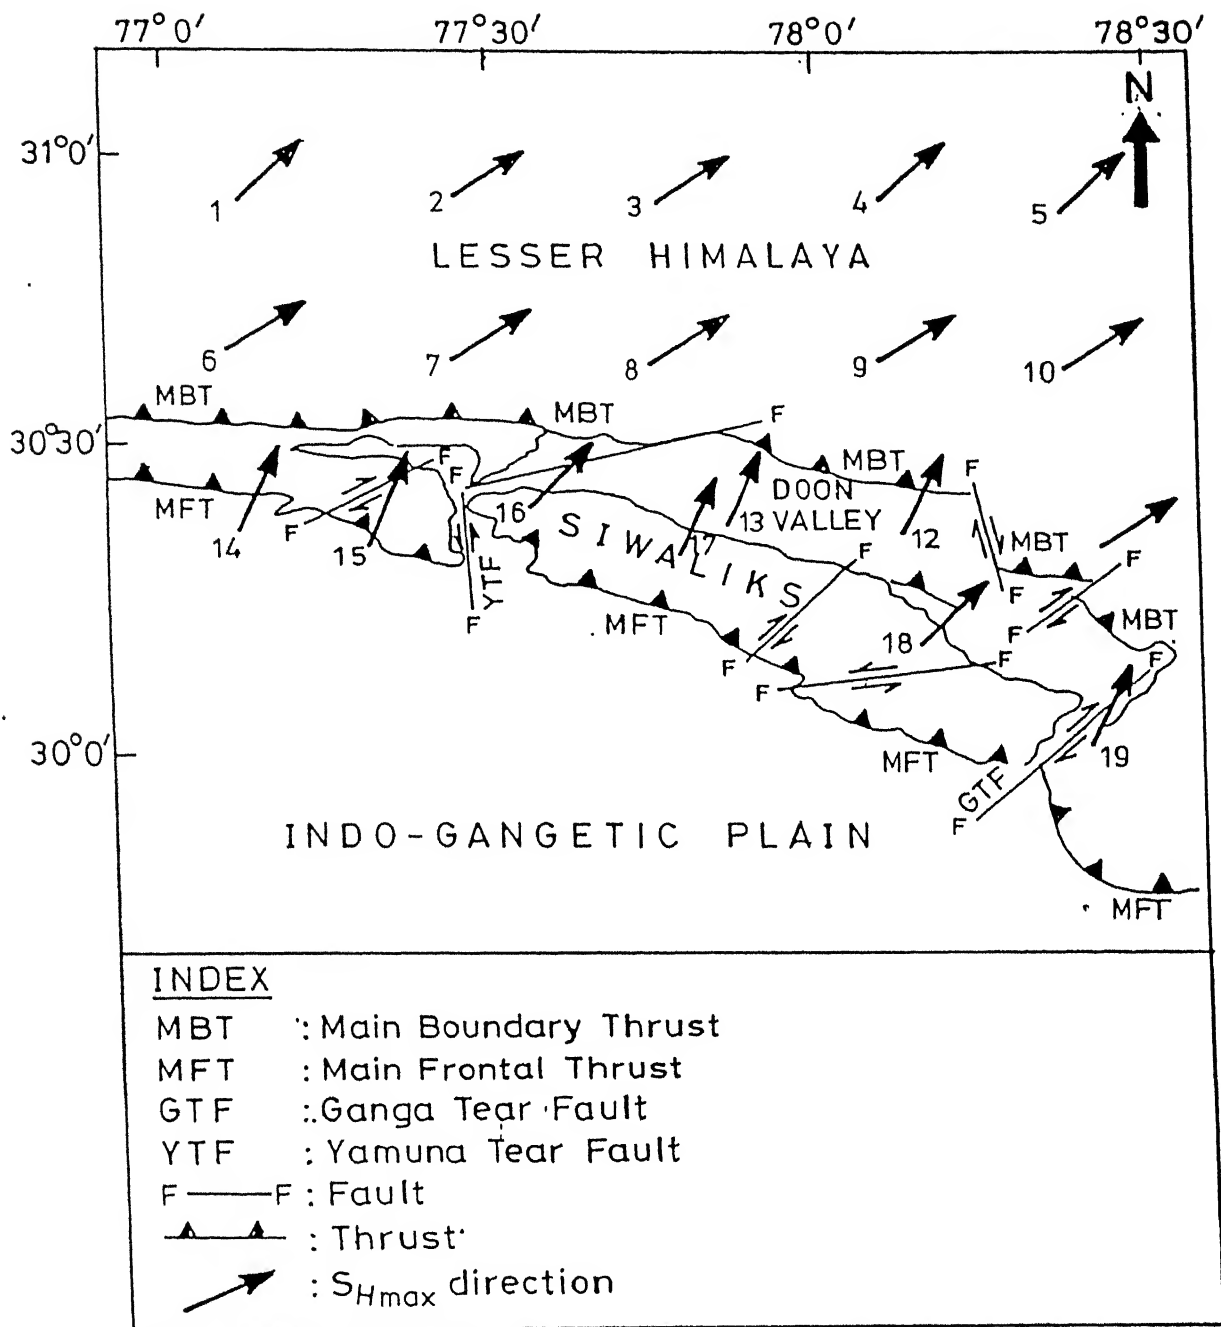 77°0' 77°30' 78°0' 78°30'
N
31°0'
1 2 3 4 5
LESSER HIMALAYA
6 7 8 9 10
MBT
MBT F
30°30'
F F MBT F
DOON
MFT 16 13 VALLEY
F 14 15 17 12
SIWALIKS
F MBT F
YTF F
F MFT 18 F MBT
F F F
F
30°0'
MFT 19
GTF
F
INDO-GANGETIC PLAIN
MFT
INDEX
MBT : Main Boundary Thrust
MFT : Main Frontal Thrust
GTF : Ganga Tear Fault
YTF : Yamuna Tear Fault
F F : Fault
: Thrust
: SHmax direction